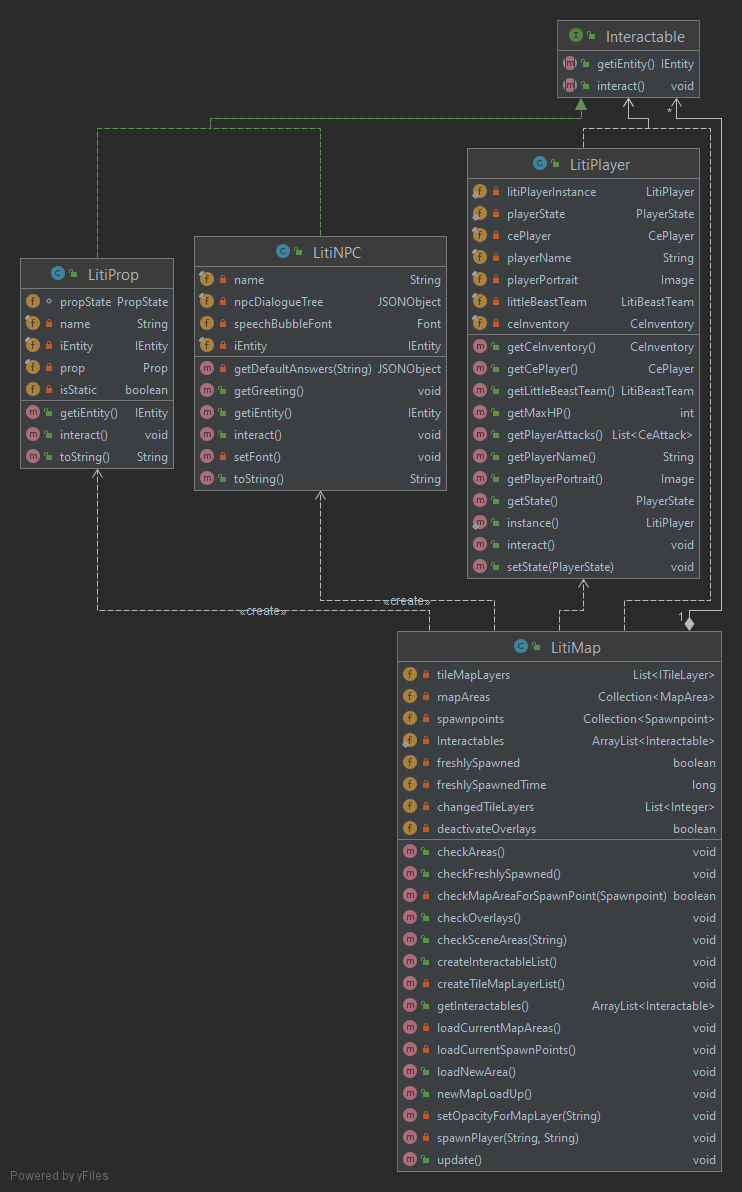 Interactable
getiEntity() IEntity
interact() void
*
LitiPlayer
litiPlayerInstance LitiPlayer
playerState PlayerState
cePlayer CePlayer
playerName String
playerPortrait Image
littleBeastTeam LitiBeastTeam
ceInventory CeInventory
getCeInventory() CeInventory
getCePlayer() CePlayer
getLittleBeastTeam() LitiBeastTeam
getMaxHP() int
getPlayerAttacks() List<CeAttack>
getPlayerName() String
getPlayerPortrait() Image
getState() PlayerState
instance() LitiPlayer
interact() void
setState(PlayerState) void
LitiNPC
name String
npcDialogueTree JSONObject
speechBubbleFont Font
iEntity IEntity
getDefaultAnswers(String) JSONObject
getGreeting() void
getiEntity() IEntity
interact() void
setFont() void
toString() String
LitiProp
propState PropState
name String
iEntity IEntity
prop Prop
isStatic boolean
getiEntity() IEntity
interact() void
toString() String
«create»
«create»
1
LitiMap
tileMapLayers List<ITileLayer>
mapAreas Collection<MapArea>
spawnpoints Collection<Spawnpoint>
Interactables ArrayList<Interactable>
freshlySpawned boolean
freshlySpawnedTime long
changedTileLayers List<Integer>
deactivateOverlays boolean
checkAreas() void
checkFreshlySpawned() void
checkMapAreaForSpawnPoint(Spawnpoint) boolean
checkOverlays() void
checkSceneAreas(String) void
createInteractableList() void
createTileMapLayerList() void
getInteractables() ArrayList<Interactable>
loadCurrentMapAreas() void
loadCurrentSpawnPoints() void
loadNewArea() void
newMapLoadUp() void
setOpacityForMapLayer(String) void
spawnPlayer(String, String) void
update() void
Powered by yFiles